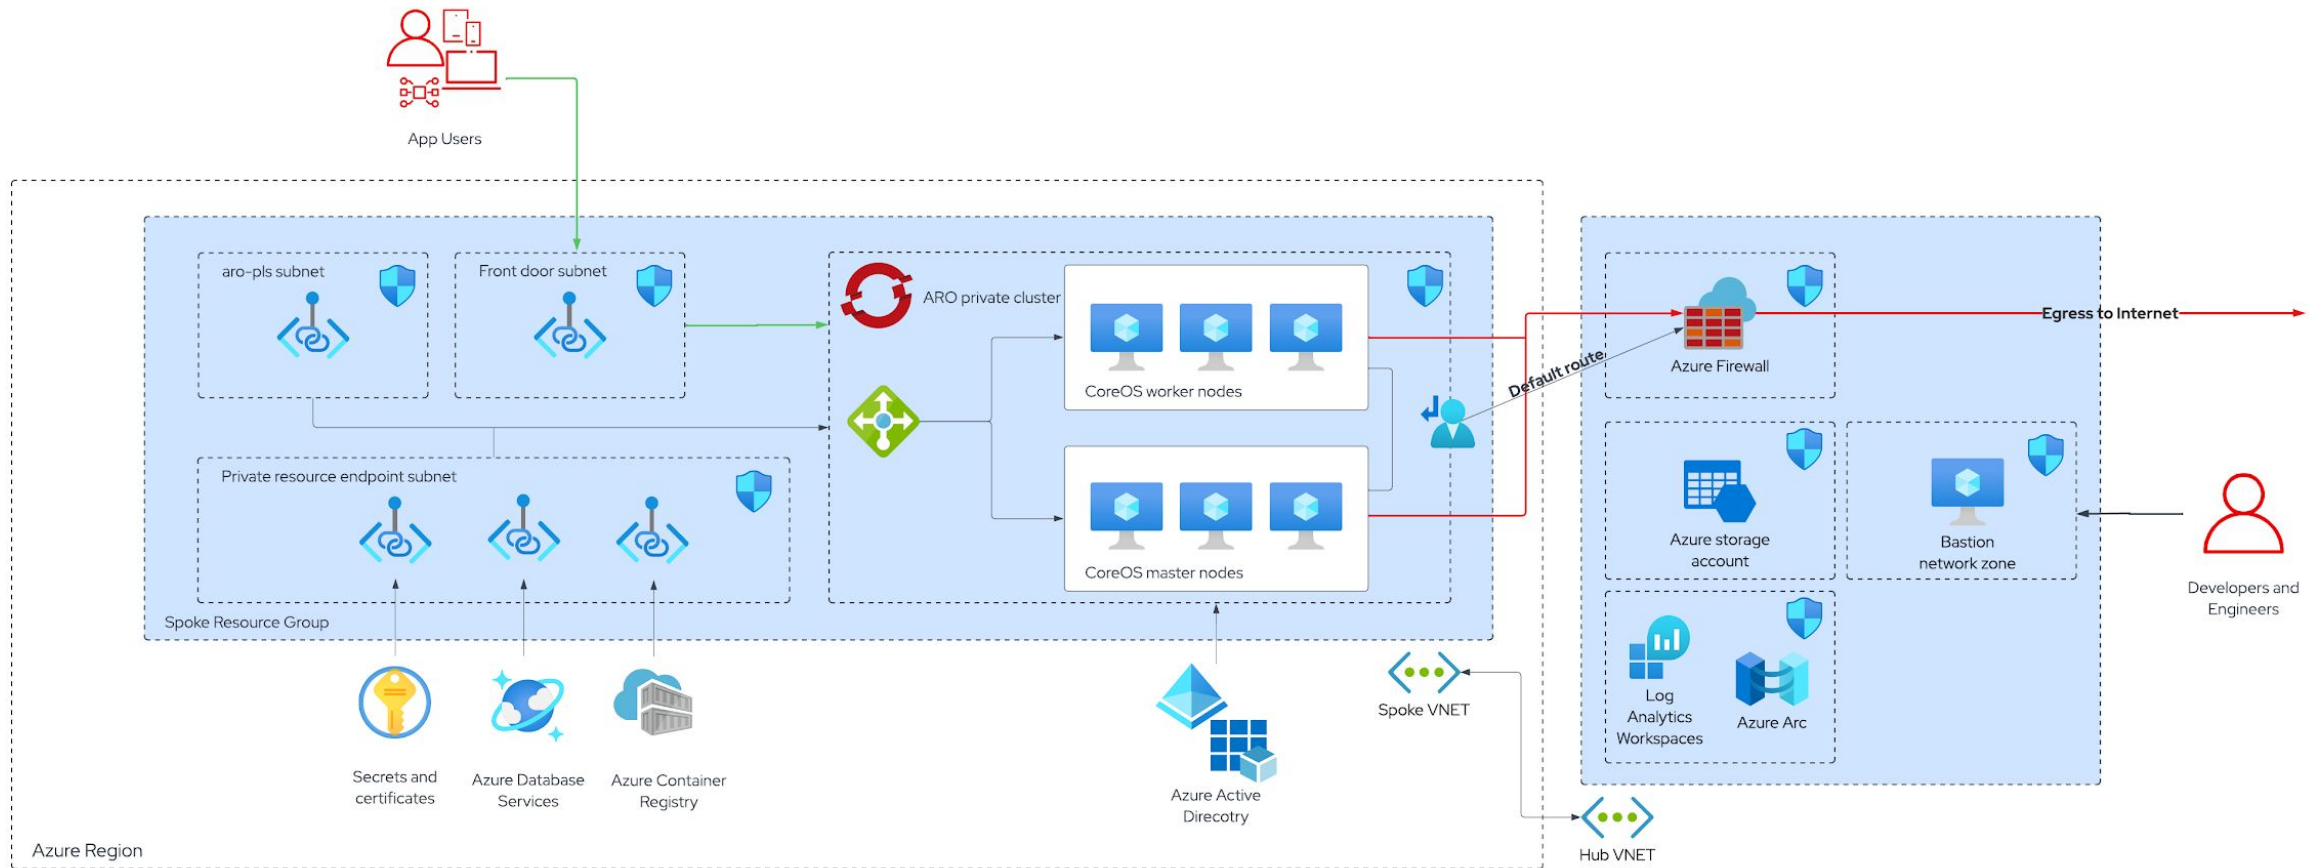 App Users
aro-pls subnet
Front door subnet
ARO private cluster
CoreOS worker nodes
CoreOS master nodes
Private resource endpoint subnet
Spoke Resource Group
Default route
Azure Firewall
Egress to Internet
Azure storage
account
Bastion
network zone
Developers and
Engineers
Log
Analytics
Workspaces
Azure Arc
Secrets and
certificates
Azure Database
Services
Azure Container
Registry
Azure Active
Direcotry
Spoke VNET
Hub VNET
Azure Region